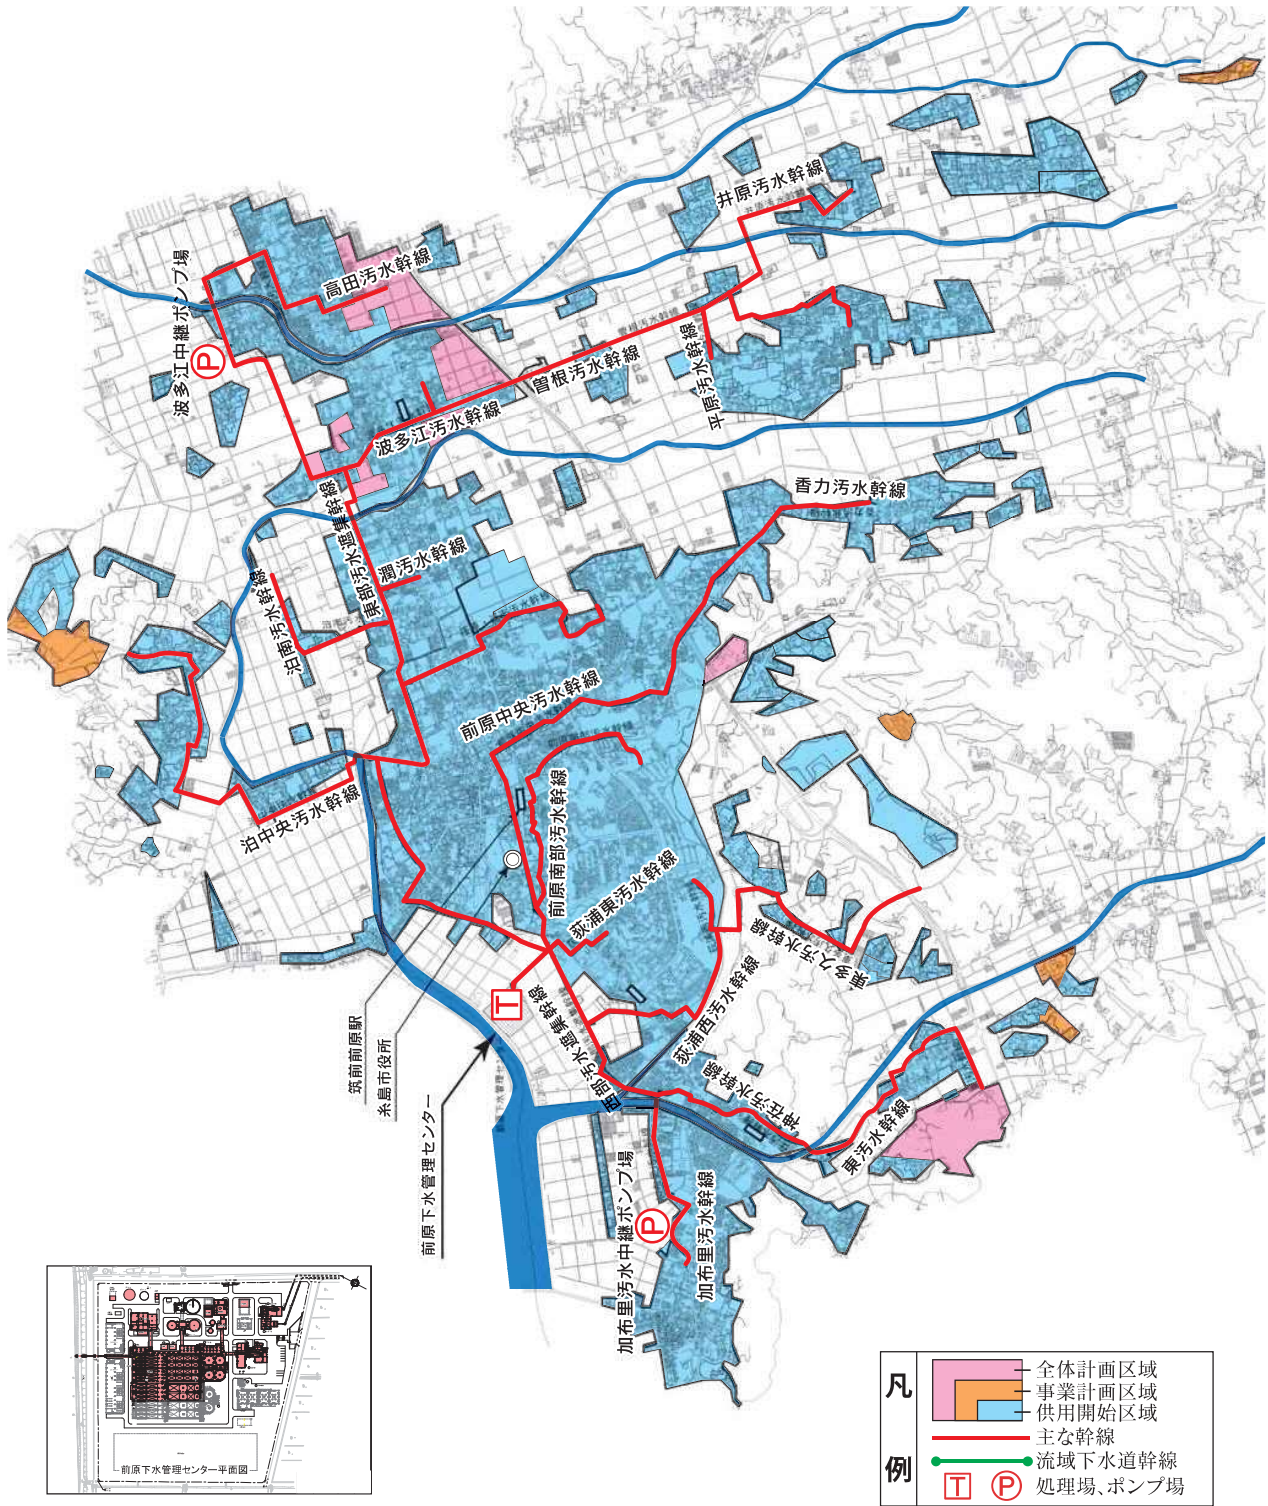 井原汚水幹線
高田汚水幹線
波多江中継ポンプ場
P
曽根汚水幹線
平原汚水幹線
波多江汚水幹線
香力汚水幹線
東部汚水遮集幹線
潤汚水幹線
泊南汚水幹線
前原中央汚水幹線
泊中央汚水幹線
前原南部汚水幹線
荻浦東汚水幹線
東多久汚水幹線
荻浦西汚水幹線
西部汚水遮集幹線
T
筑前前原駅
糸島市役所
前原下水管理センター
神在汚水幹線
東汚水幹線
加布里汚水中継ポンプ場
P
加布里汚水幹線
前原下水管理センター平面図
凡例
全体計画区域
事業計画区域
供用開始区域
主な幹線
流域下水道幹線
T P 処理場、ポンプ場